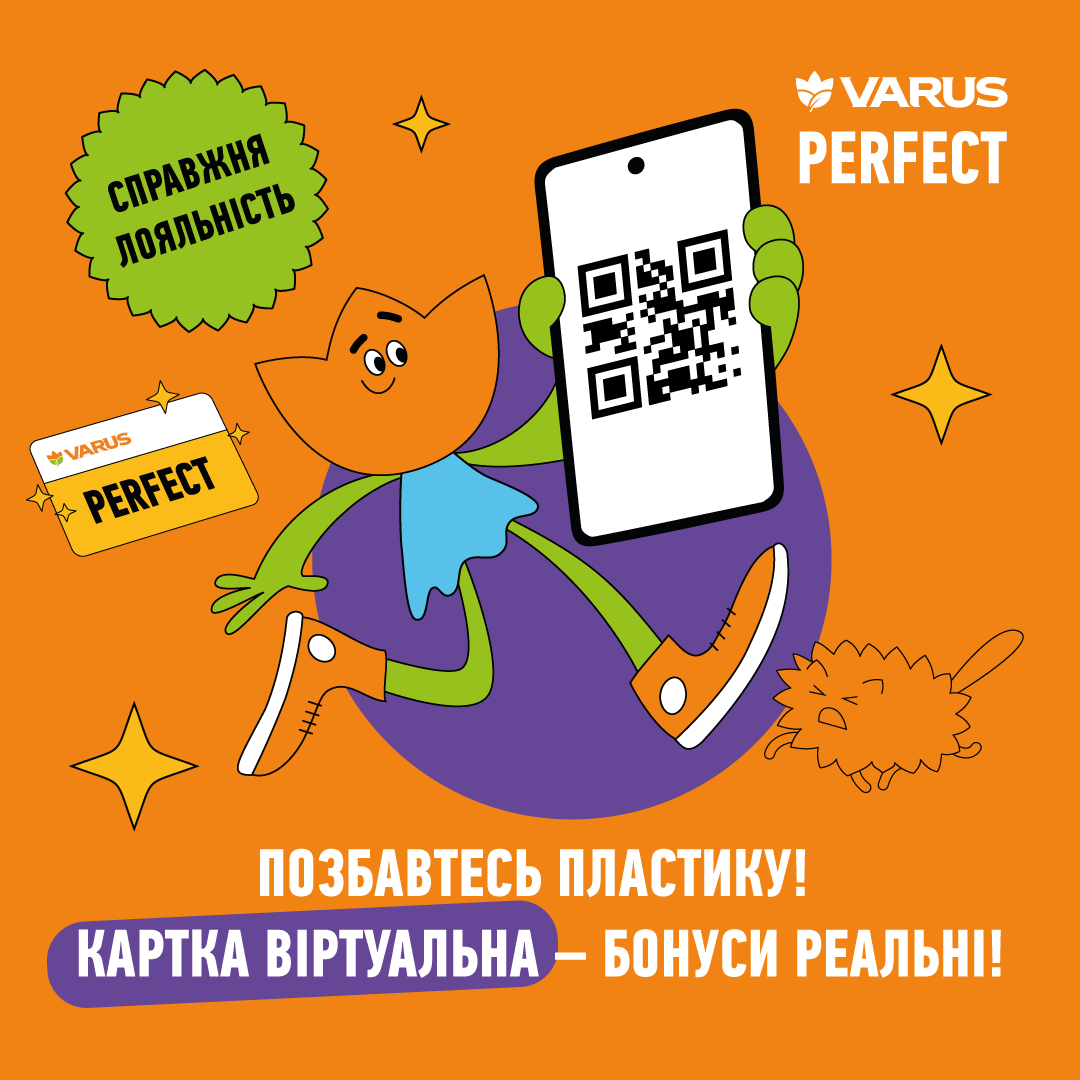 VARUS
PERFECT
СПРАВЖНЯ
ЛОЯЛЬНІСТЬ
VARUS
PERFECT
ПОЗБАВТЕСЬ ПЛАСТИКУ!
КАРТКА ВІРТУАЛЬНА – БОНУСИ РЕАЛЬНІ!